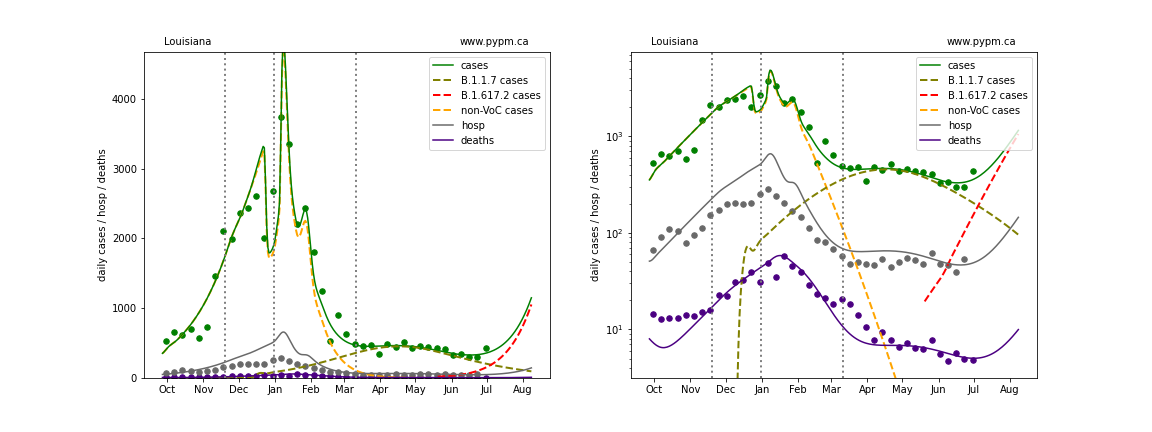 Louisiana www.pypm.ca
cases
B.1.1.7 cases
B.1.617.2 cases
non-VoC cases
hosp
deaths
daily cases / hosp / deaths
4000
3000
2000
1000
0
Oct Nov Dec Jan Feb Mar Apr May Jun Jul Aug
Louisiana www.pypm.ca
cases
B.1.1.7 cases
B.1.617.2 cases
non-VoC cases
hosp
deaths
daily cases / hosp / deaths
10³
10²
10¹
Oct Nov Dec Jan Feb Mar Apr May Jun Jul Aug